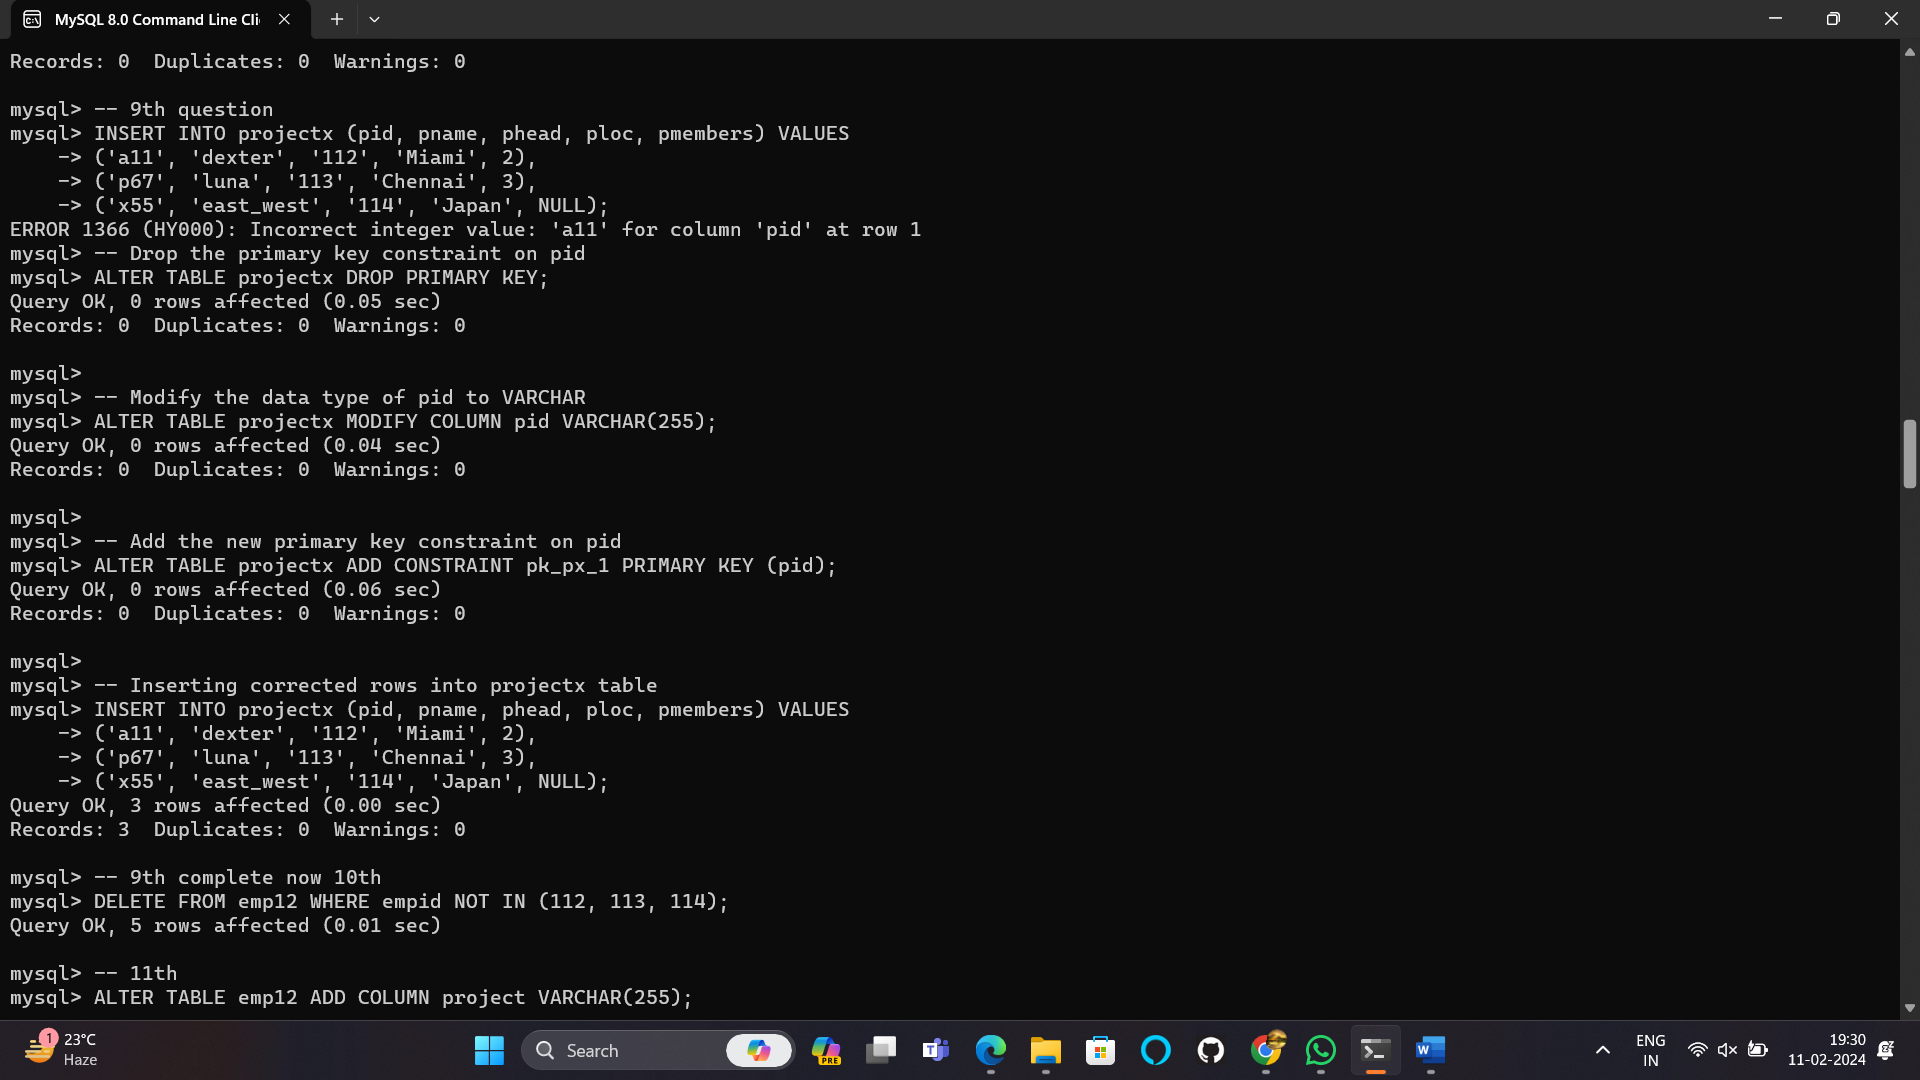 MySQL 8.0 Command Line Cli
Records: 0  Duplicates: 0  Warnings: 0
mysql> -- 9th question
mysql> INSERT INTO projectx (pid, pname, phead, ploc, pmembers) VALUES
    -> ('a11', 'dexter', '112', 'Miami', 2),
    -> ('p67', 'luna', '113', 'Chennai', 3),
    -> ('x55', 'east_west', '114', 'Japan', NULL);
ERROR 1366 (HY000): Incorrect integer value: 'a11' for column 'pid' at row 1
mysql> -- Drop the primary key constraint on pid
mysql> ALTER TABLE projectx DROP PRIMARY KEY;
Query OK, 0 rows affected (0.05 sec)
Records: 0  Duplicates: 0  Warnings: 0
mysql>
mysql> -- Modify the data type of pid to VARCHAR
mysql> ALTER TABLE projectx MODIFY COLUMN pid VARCHAR(255);
Query OK, 0 rows affected (0.04 sec)
Records: 0  Duplicates: 0  Warnings: 0
mysql>
mysql> -- Add the new primary key constraint on pid
mysql> ALTER TABLE projectx ADD CONSTRAINT pk_px_1 PRIMARY KEY (pid);
Query OK, 0 rows affected (0.06 sec)
Records: 0  Duplicates: 0  Warnings: 0
mysql>
mysql> -- Inserting corrected rows into projectx table
mysql> INSERT INTO projectx (pid, pname, phead, ploc, pmembers) VALUES
    -> ('a11', 'dexter', '112', 'Miami', 2),
    -> ('p67', 'luna', '113', 'Chennai', 3),
    -> ('x55', 'east_west', '114', 'Japan', NULL);
Query OK, 3 rows affected (0.00 sec)
Records: 3  Duplicates: 0  Warnings: 0
mysql> -- 9th complete now 10th
mysql> DELETE FROM emp12 WHERE empid NOT IN (112, 113, 114);
Query OK, 5 rows affected (0.01 sec)
mysql> -- 11th
mysql> ALTER TABLE emp12 ADD COLUMN project VARCHAR(255);
1
23°C
Haze
Search
PRE
T
W
ENG
IN
19:30
11-02-2024